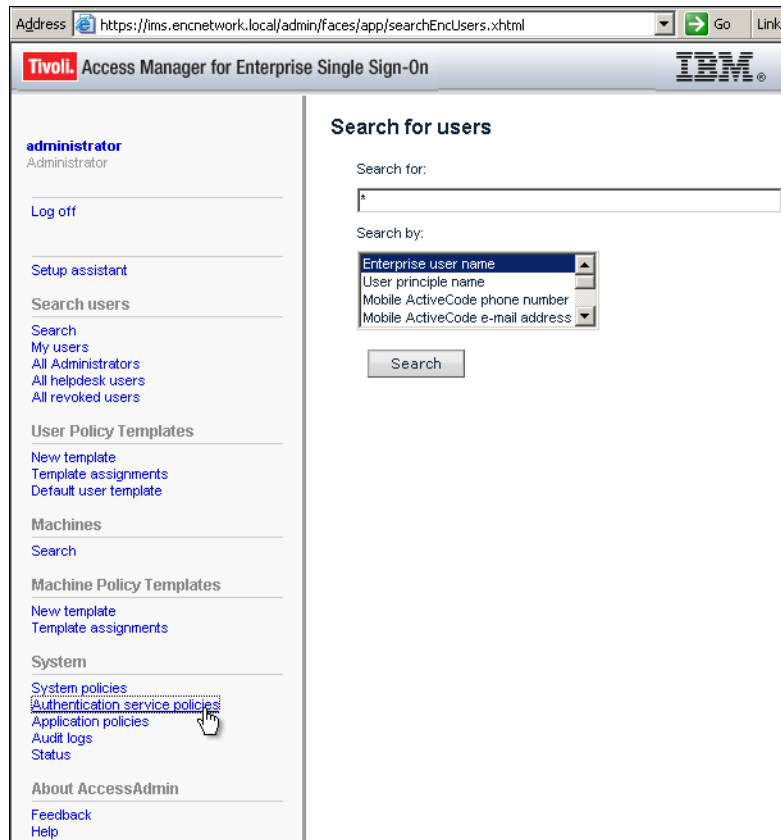 Address https://ims.encnetwork.local/admin/faces/app/searchEncUsers.xhtml Go Link
Tivoli. Access Manager for Enterprise Single Sign-On IBM®
administrator
Administrator
Log off
Setup assistant
Search users
Search
My users
All Administrators
All helpdesk users
All revoked users
User Policy Templates
New template
Template assignments
Default user template
Machines
Search
Machine Policy Templates
New template
Template assignments
System
System policies
Authentication service policies
Application policies
Audit logs
Status
About AccessAdmin
Feedback
Help
Search for users
Search for:
*
Search by:
Enterprise user name
User principle name
Mobile ActiveCode phone number
Mobile ActiveCode e-mail address
Search